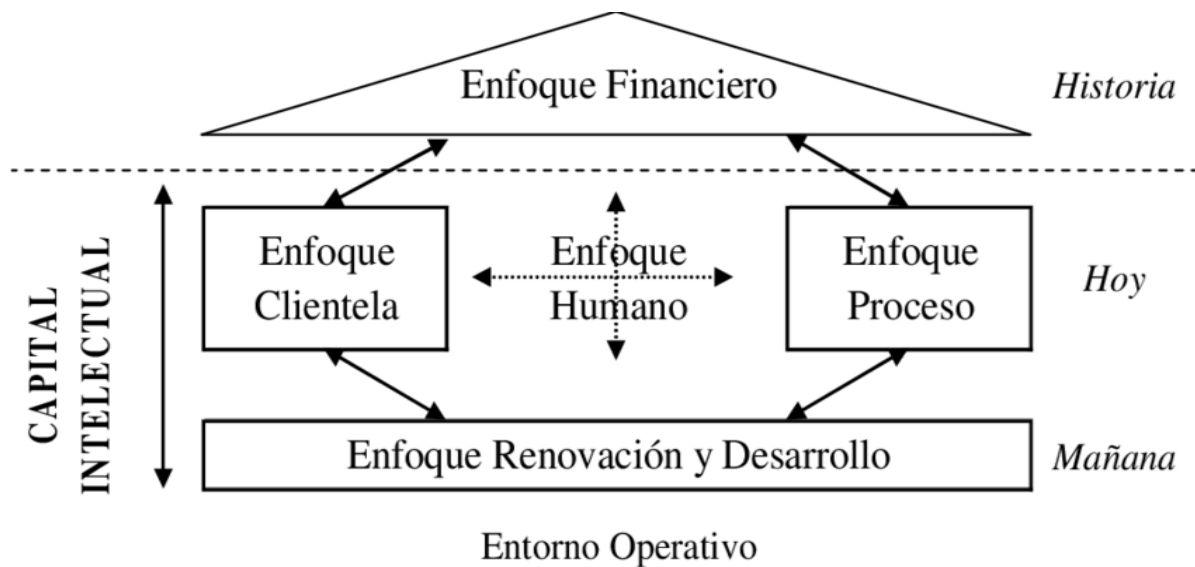 Enfoque Financiero
Historia
CAPITAL
INTELECTUAL
Enfoque
Clientela
Enfoque
Humano
Enfoque
Proceso
Hoy
Enfoque Renovación y Desarrollo
Mañana
Entorno Operativo